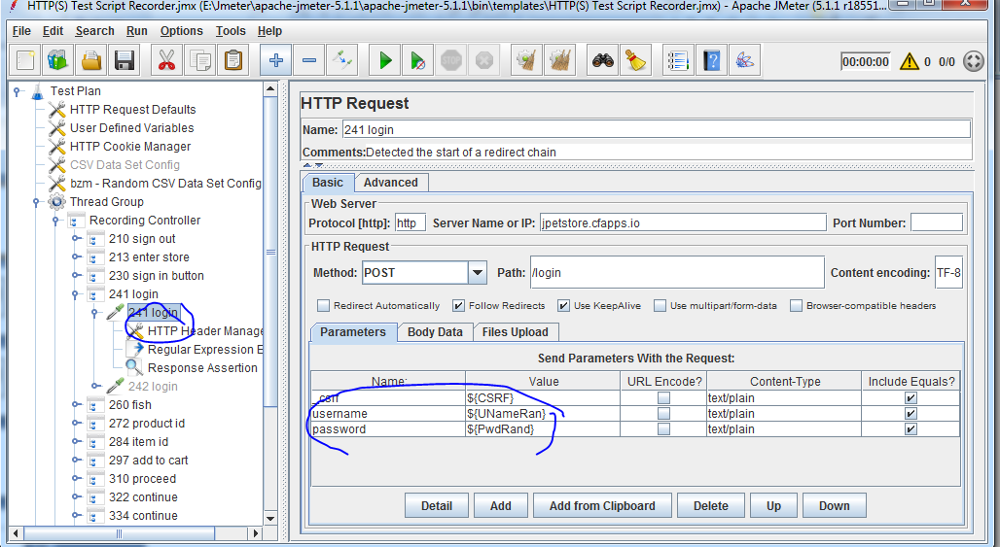 HTTP(S) Test Script Recorder.jmx (E:\Jmeter\apache-jmeter-5.1.1\apache-jmeter-5.1.1\bin\templates\HTTP(S) Test Script Recorder.jmx) - Apache JMeter (5.1.1 r18551
File Edit Search Run Options Tools Help
00:00:00 0 0/0
Test Plan
HTTP Request Defaults
User Defined Variables
HTTP Cookie Manager
CSV Data Set Config
bzm - Random CSV Data Set Config
Thread Group
Recording Controller
210 sign out
213 enter store
230 sign in button
241 login
241 login
HTTP Header Manage
Regular Expression E
Response Assertion
242 login
260 fish
272 product id
284 item id
297 add to cart
310 proceed
322 continue
334 continue
HTTP Request
Name: 241 login
Comments: Detected the start of a redirect chain
Basic Advanced
Web Server
Protocol [http]: http Server Name or IP: jpetstore.cfapps.io Port Number:
HTTP Request
Method: POST Path: /login Content encoding: TF-8
Redirect Automatically Follow Redirects Use KeepAlive Use multipart/form-data Browser-compatible headers
Parameters Body Data Files Upload
Send Parameters With the Request:
Name: Value URL Encode? Content-Type Include Equals?
_csrf ${CSRF} text/plain
username ${UNameRan} text/plain
password ${PwdRand} text/plain
Detail Add Add from Clipboard Delete Up Down